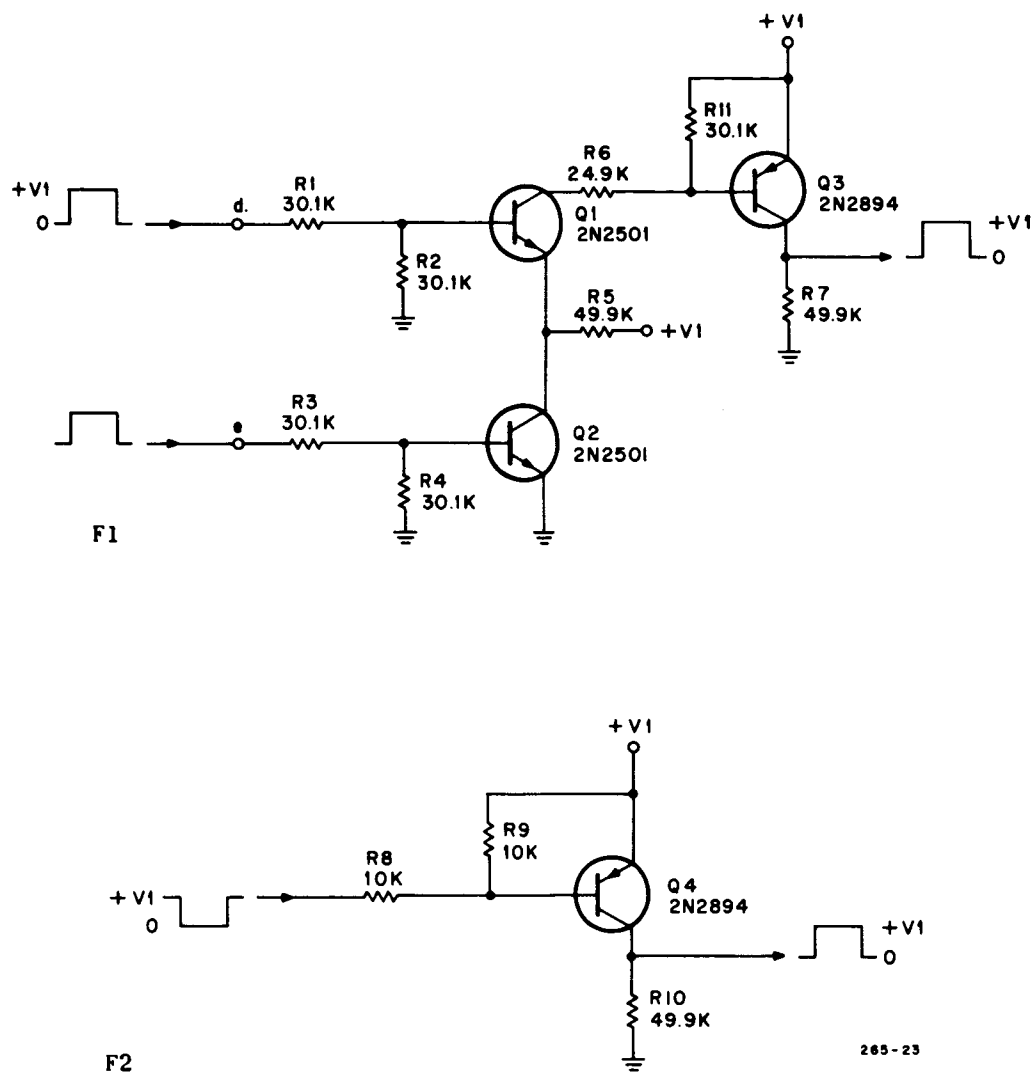 + V1
R11
30.1K
R6
24.9K
Q3
2N2894
+V1
0
R1
30.1K
d.
Q1
2N2501
+V1
0
R2
30.1K
R5
49.9K
+V1
R7
49.9K
R3
30.1K
e
Q2
2N2501
R4
30.1K
F1
+ V1
R9
10K
R8
10K
Q4
2N2894
+ V1
0
+V1
0
R10
49.9K
F2
265-23